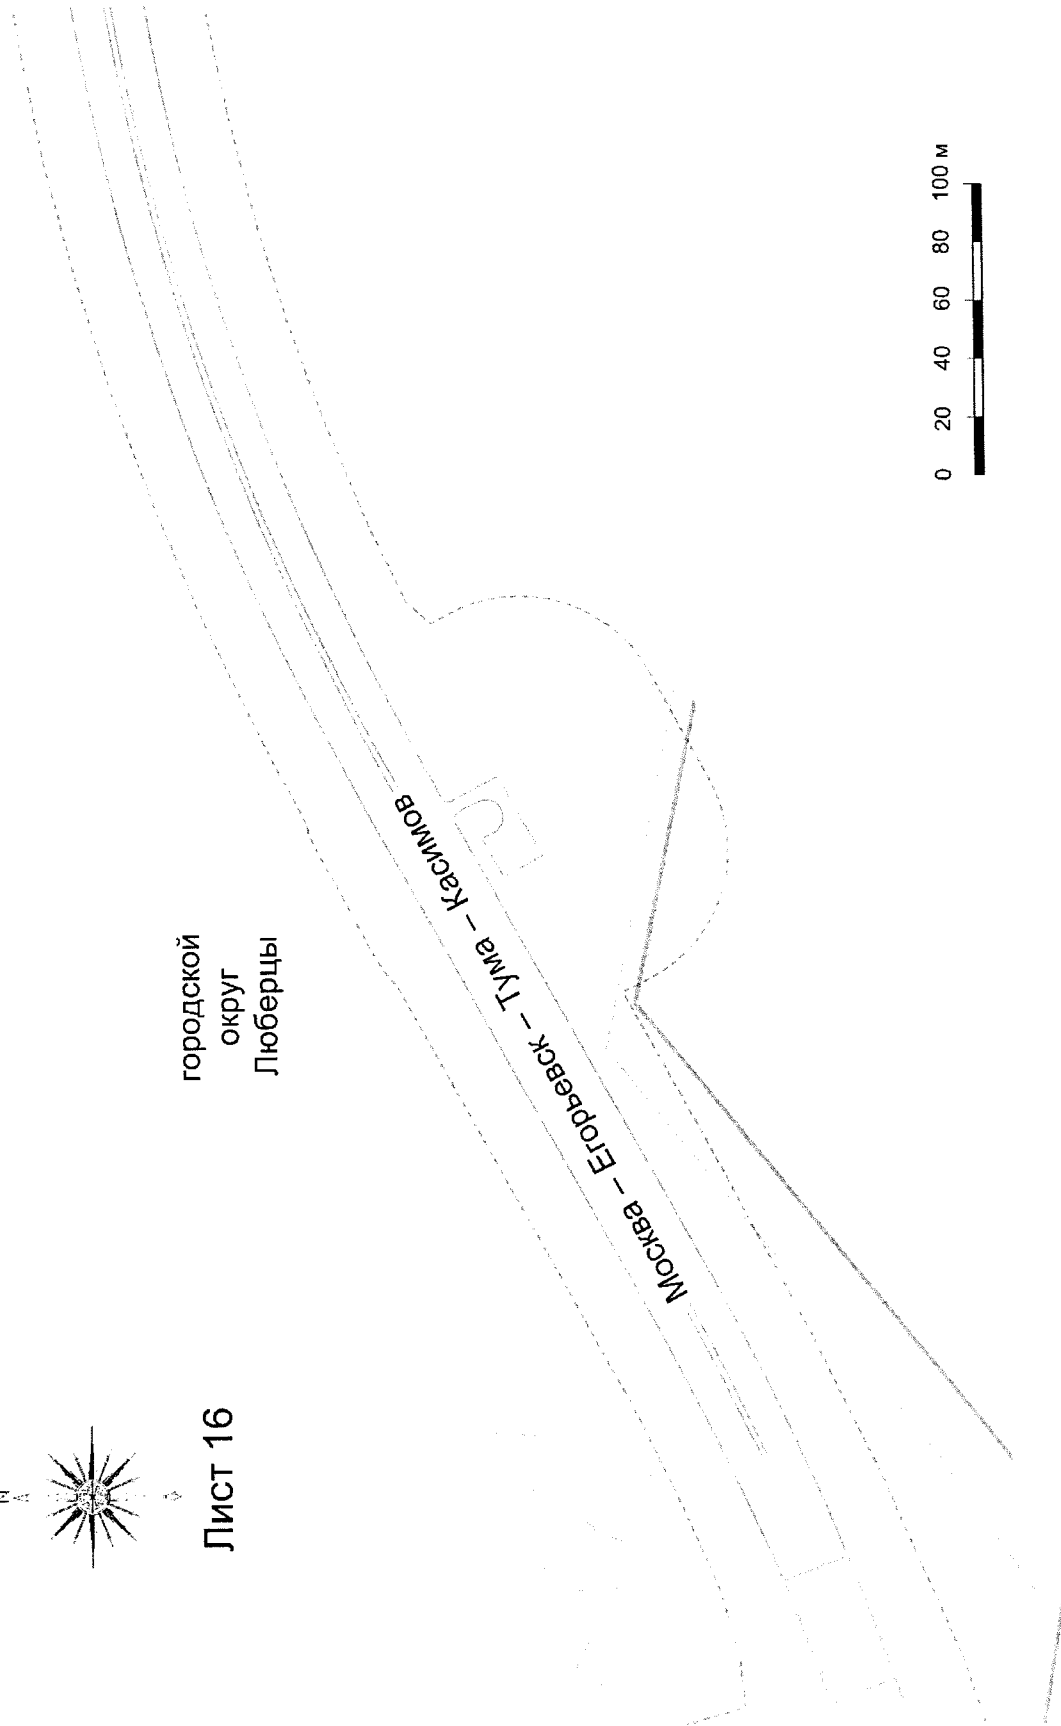 Лист 16
городской
округ
Люберцы
Москва – Егорьевск – Тума – Касимов
0 20 40 60 80 100 м